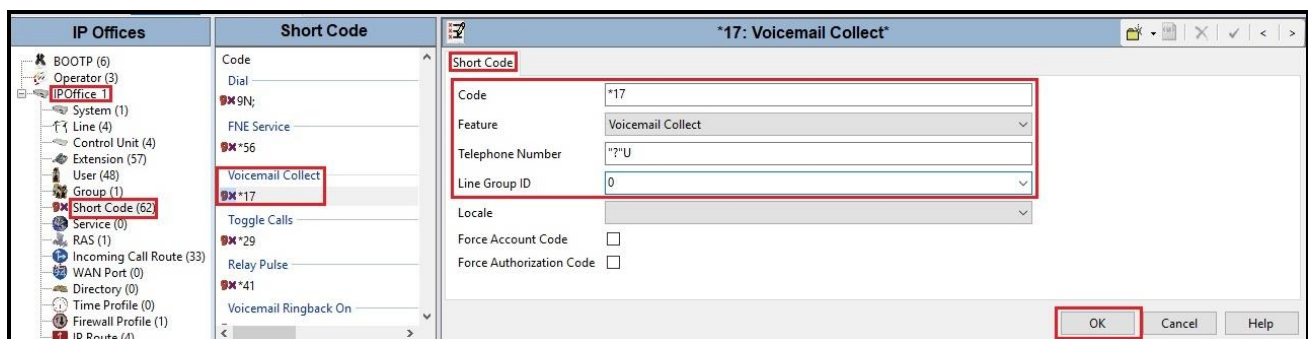 IP Offices
BOOTP (6)
Operator (3)
IPOffice_1
System (1)
Line (4)
Control Unit (4)
Extension (57)
User (48)
Group (1)
Short Code (62)
Service (0)
RAS (1)
Incoming Call Route (33)
WAN Port (0)
Directory (0)
Time Profile (0)
Firewall Profile (1)
IP Route (4)
Short Code
Code
Dial
9N;
FNE Service
*56
Voicemail Collect
*17
Toggle Calls
*29
Relay Pulse
*41
Voicemail Ringback On
*17: Voicemail Collect*
Short Code
Code *17
Feature Voicemail Collect
Telephone Number "?"U
Line Group ID 0
Locale
Force Account Code
Force Authorization Code
OK Cancel Help